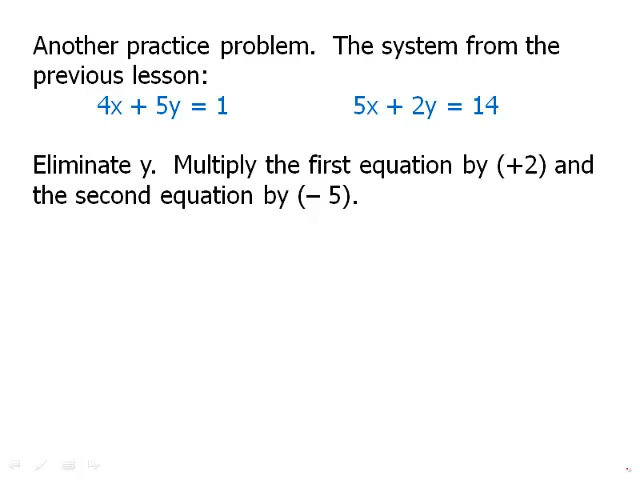 Another practice problem. The system from the
previous lesson:
4x + 5y = 1 5x + 2y = 14
Eliminate y. Multiply the first equation by (+2) and
the second equation by (– 5).